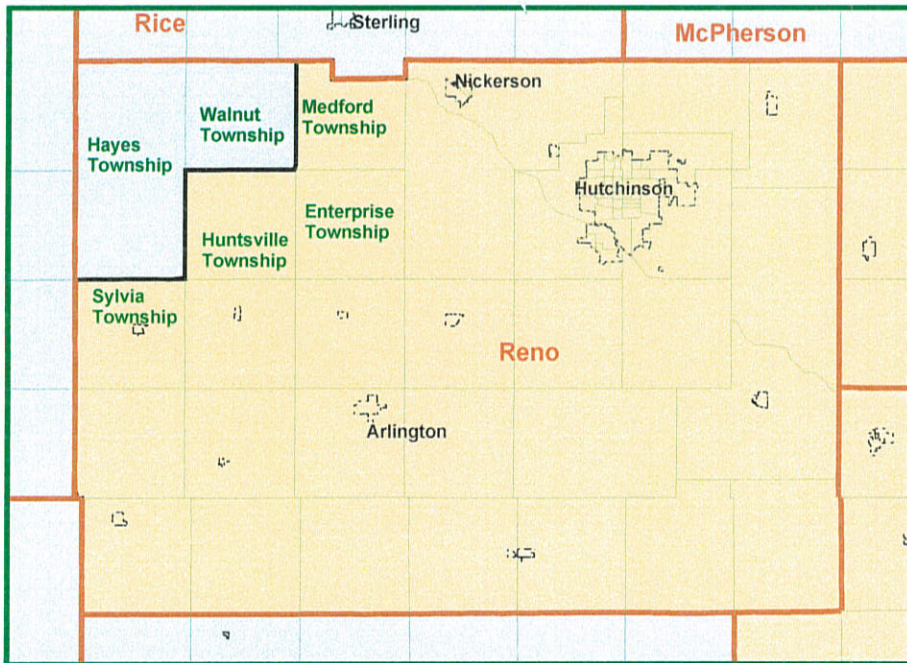 Rice
Sterling
McPherson
Nickerson
Walnut
Township
Medford
Township
Hayes
Township
Hutchinson
Enterprise
Township
Huntsville
Township
Sylvia
Township
Reno
Arlington